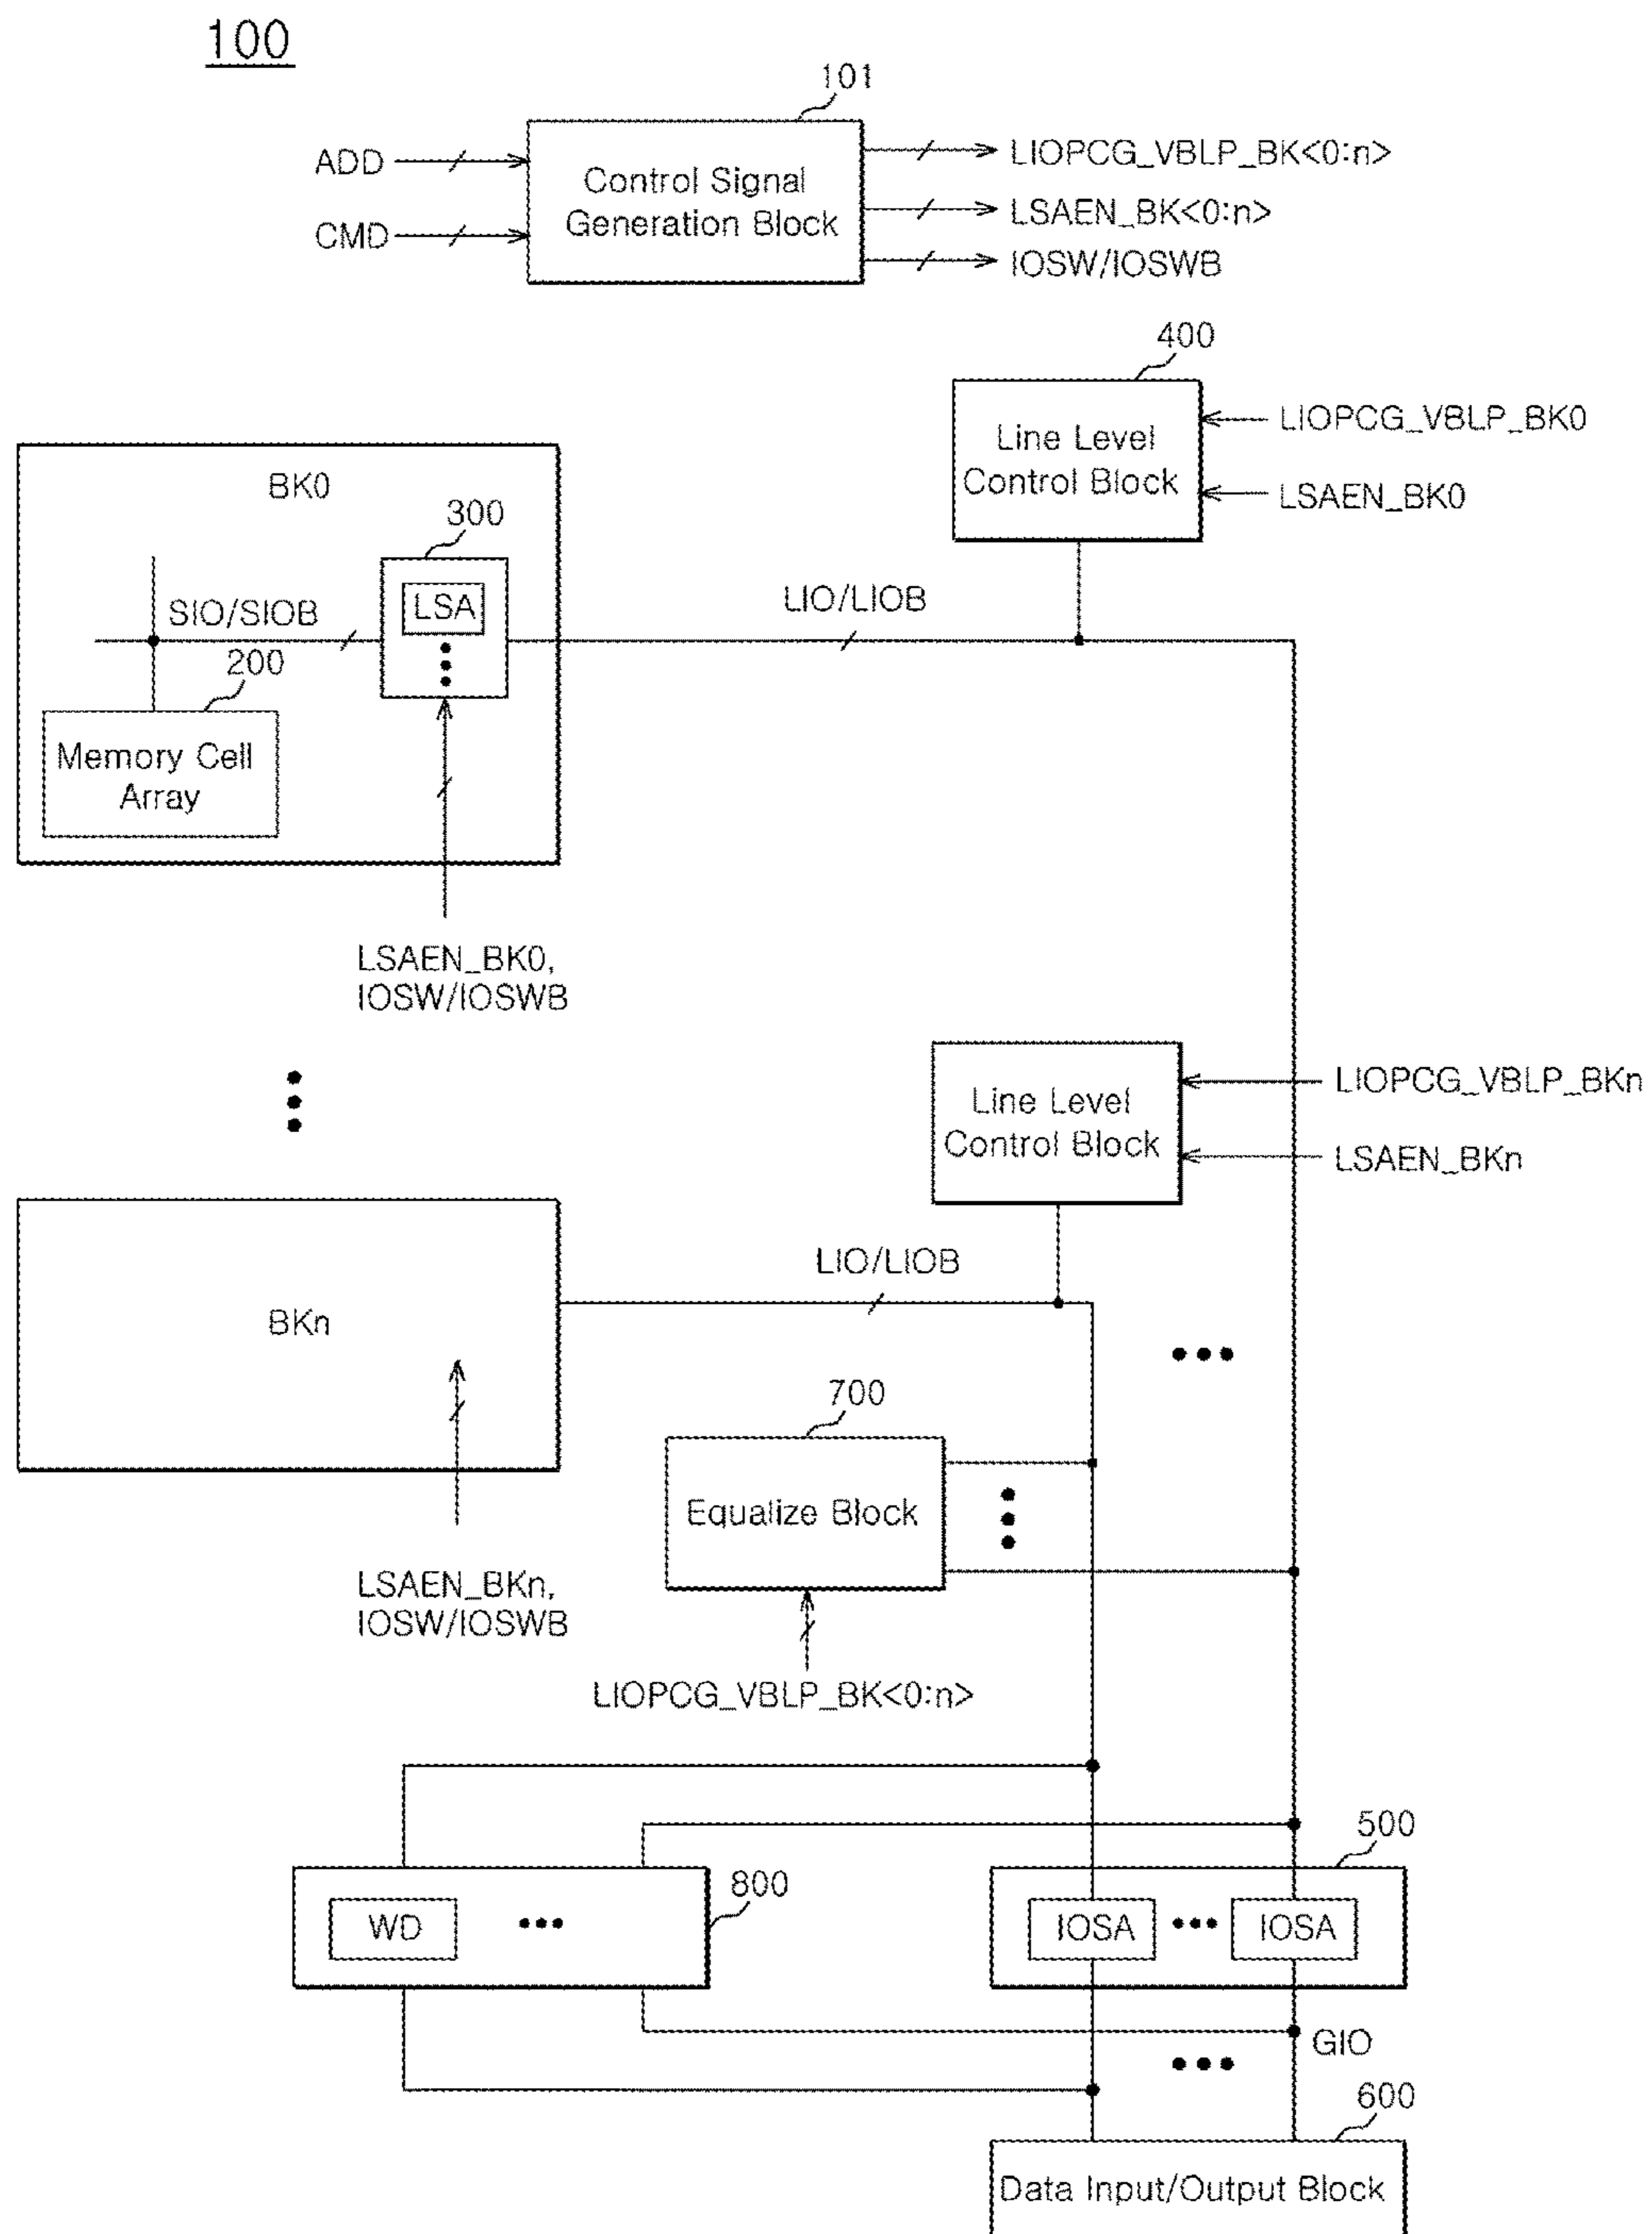 100
101
ADD
CMD
Control Signal
Generation Block
LIOPCG_VBLP_BK<0:n>
LSAEN_BK<0:n>
IOSW/IOSWB
400
Line Level
Control Block
LIOPCG_VBLP_BK0
LSAEN_BK0
BK0
300
LSA
SIO/SIOB
LIO/LIOB
200
Memory Cell
Array
LSAEN_BK0,
IOSW/IOSWB
Line Level
Control Block
LIOPCG_VBLP_BKn
LSAEN_BKn
LIO/LIOB
BKn
700
Equalize Block
LSAEN_BKn,
IOSW/IOSWB
LIOPCG_VBLP_BK<0:n>
500
800
WD
IOSA
IOSA
GIO
600
Data Input/Output Block